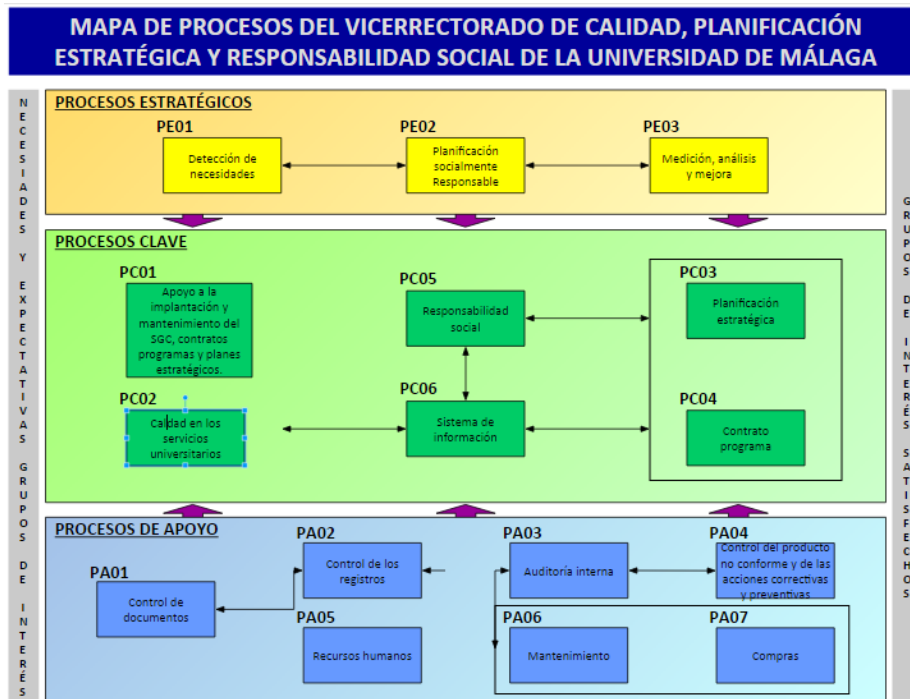 MAPA DE PROCESOS DEL VICERRECTORADO DE CALIDAD, PLANIFICACIÓN
ESTRATÉGICA Y RESPONSABILIDAD SOCIAL DE LA UNIVERSIDAD DE MÁLAGA
NECESIADES Y EXPECTATIVAS GRUPOS DE INTERÉS
PROCESOS ESTRATÉGICOS
PE01
Detección de
necesidades
PE02
Planificación
socialmente
Responsable
PE03
Medición, análisis
y mejora
PROCESOS CLAVE
PC01
Apoyo a la
implantación y
mantenimiento del
SGC, contratos
programas y planes
estratégicos.
PC05
Responsabilidad
social
PC03
Planificación
estratégica
PC02
Calidad en los
servicios
universitarios
PC06
Sistema de
información
PC04
Contrato
programa
PROCESOS DE APOYO
PA01
Control de
documentos
PA02
Control de los
registros
PA03
Auditoría interna
PA04
Control del producto
no conforme y de las
acciones correctivas
y preventivas
PA05
Recursos humanos
PA06
Mantenimiento
PA07
Compras
GRUPOS DE INTERÉS SATISFECHOS